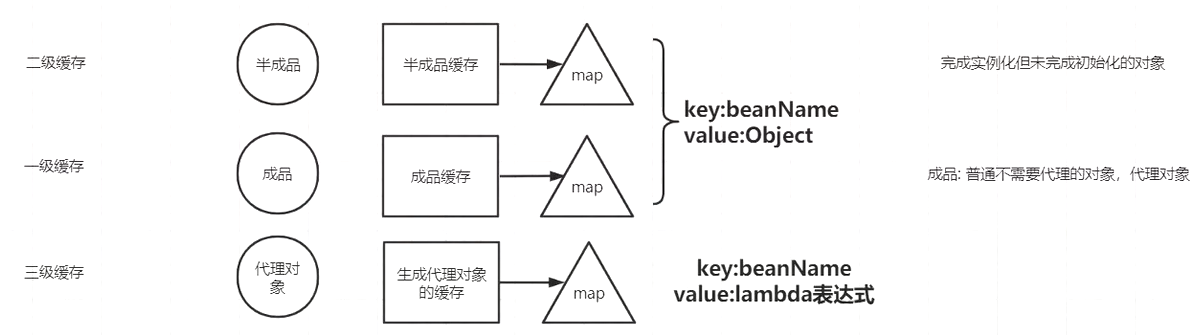 二级缓存
半成品
半成品缓存
map
完成实例化但未完成初始化的对象
key:beanName
value:Object
一级缓存
成品
成品缓存
map
成品: 普通不需要代理的对象，代理对象
三级缓存
代理对
象
生成代理对象
的缓存
map
key:beanName
value:lambda表达式